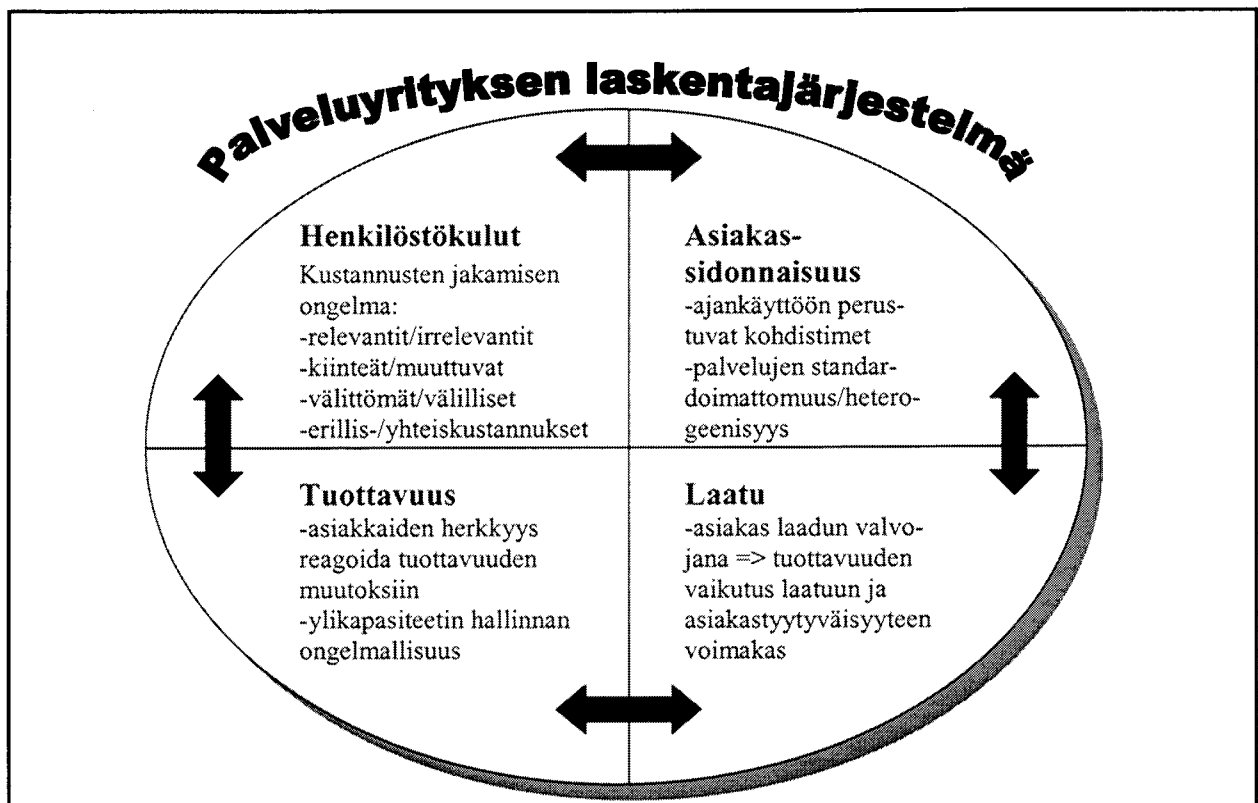 Palveluyrityksen laskentajärjestelmä
Henkilöstökulut
Kustannusten jakamisen
ongelma:
-relevantit/irrelevantit
-kiinteät/muuttuvat
-välittömät/välilliset
-erillis-/yhteiskustannukset
Asiakas-
sidonnaisuus
-ajankäyttöön perus-
tuvat kohdistimet
-palvelujen standar-
doimattomuus/hetero-
geenisyys
Tuottavuus
-asiakkaiden herkkyys
reagoida tuottavuuden
muutoksiin
-ylikapasiteetin hallinnan
ongelmallisuus
Laatu
-asiakas laadun valvo-
jana => tuottavuuden
vaikutus laatuun ja
asiakastyytyväisyyteen
voimakas